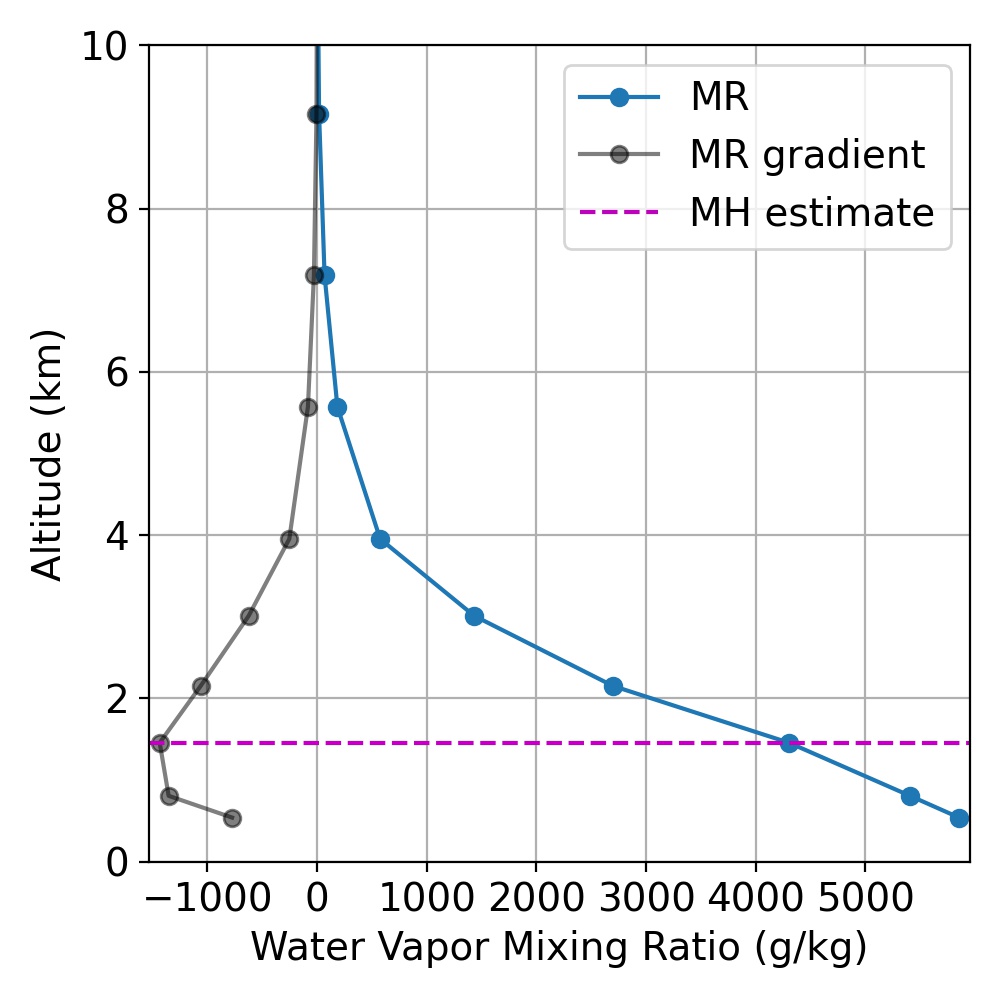 10
8
6
4
2
0
Altitude (km)
MR
MR gradient
MH estimate
−1000 0 1000 2000 3000 4000 5000
Water Vapor Mixing Ratio (g/kg)